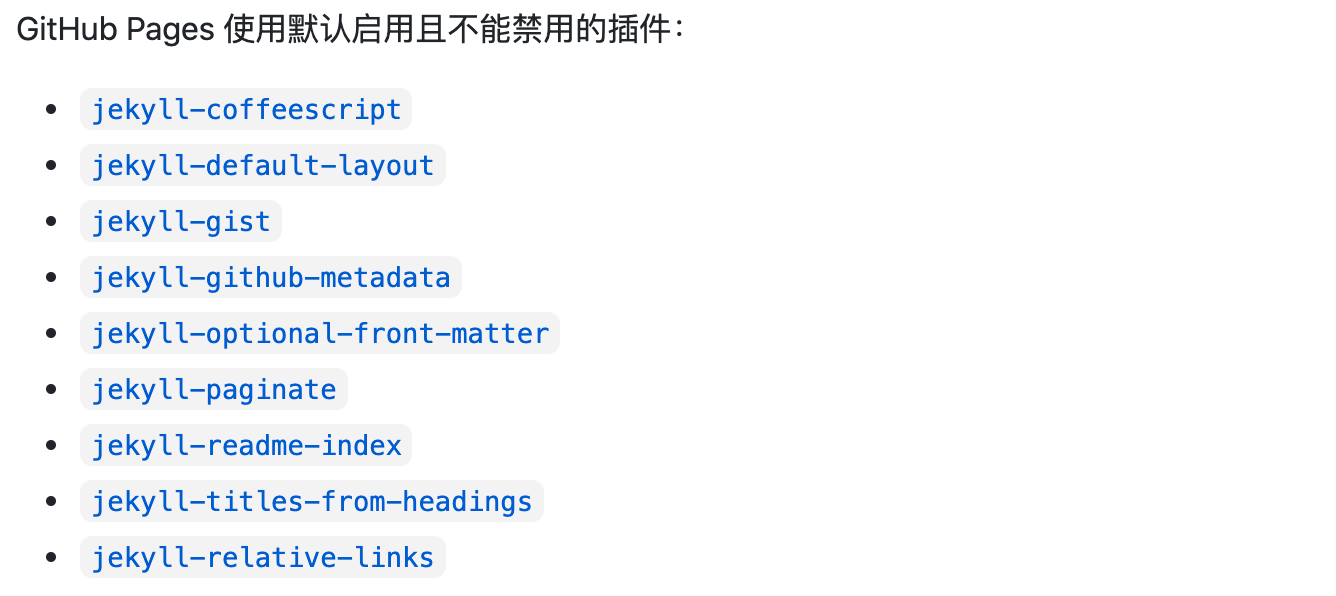 GitHub Pages 使用默认启用且不能禁用的插件：
jekyll-coffeescript
jekyll-default-layout
jekyll-gist
jekyll-github-metadata
jekyll-optional-front-matter
jekyll-paginate
jekyll-readme-index
jekyll-titles-from-headings
jekyll-relative-links